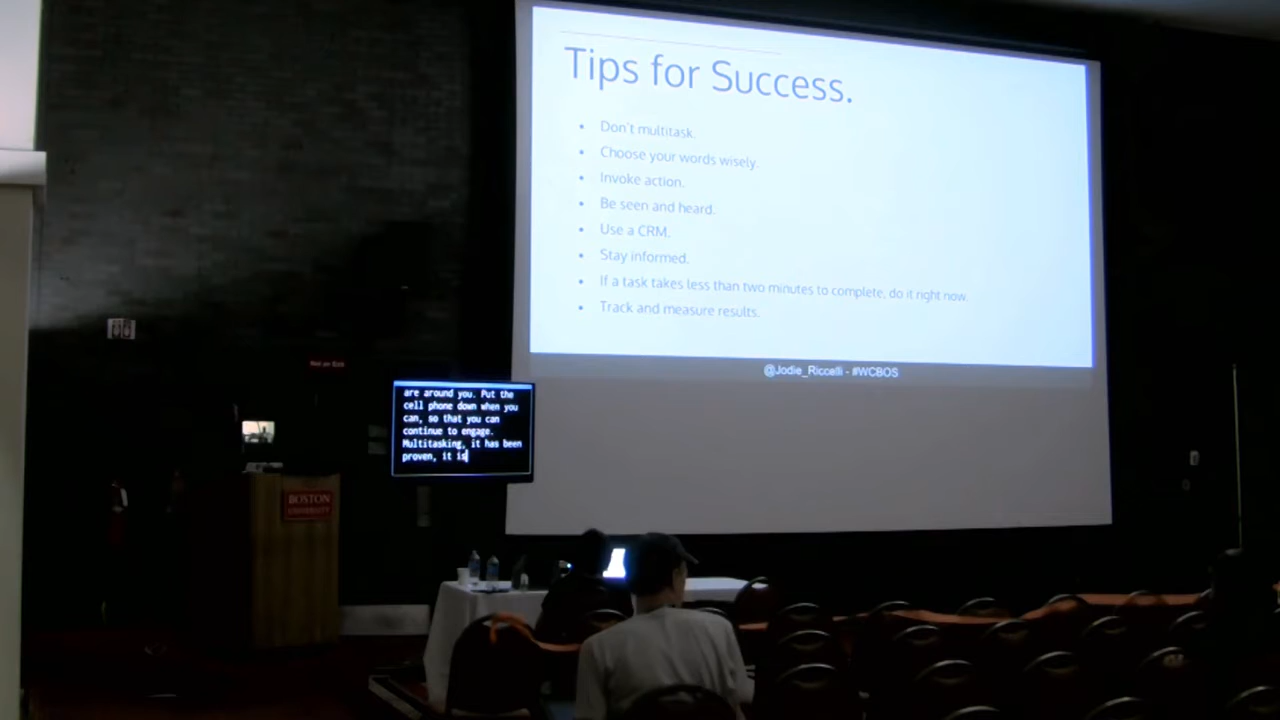 Tips for Success.
• Don't multitask.
• Choose your words wisely.
• Invoke action.
• Be seen and heard.
• Use a CRM.
• Stay informed.
• If a task takes less than two minutes to complete, do it right now.
• Track and measure results.
@Jodie_Riccelli - #WCBOS
Not an Exit
are around you. Put the
cell phone down when you
can, so that you can
continue to engage.
Multitasking, it has been
proven, it is
BOSTON
UNIVERSITY